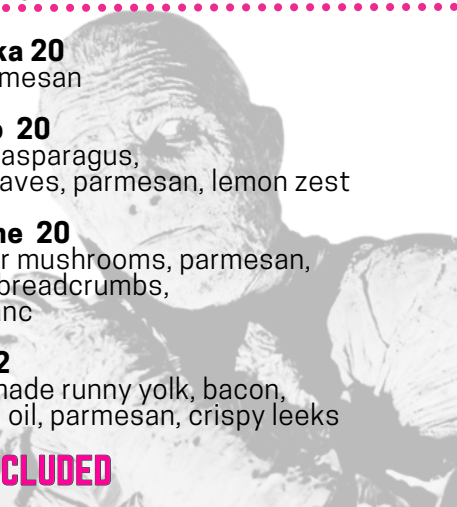 ka 20
mesan
20
asparagus,
aves, parmesan, lemon zest
ne 20
r mushrooms, parmesan,
breadcrumbs,
nc
2
made runny yolk, bacon,
oil, parmesan, crispy leeks
CLUDED